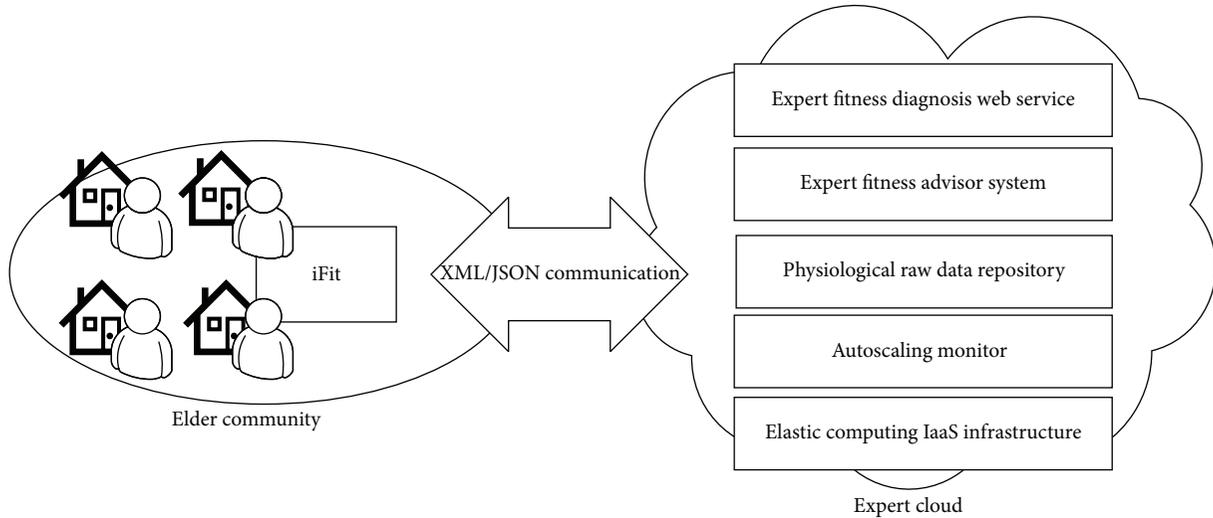 iFit
Elder community
XML/JSON communication
Expert fitness diagnosis web service
Expert fitness advisor system
Physiological raw data repository
Autoscaling monitor
Elastic computing IaaS infrastructure
Expert cloud